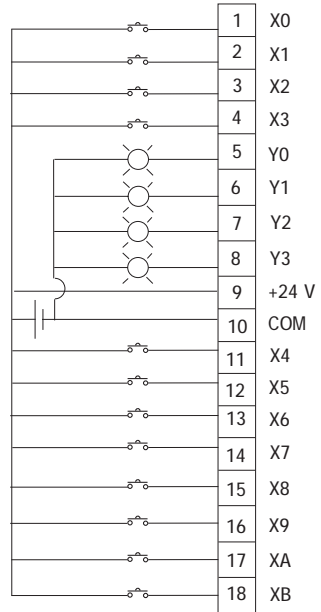 1 X0
2 X1
3 X2
4 X3
5 Y0
6 Y1
7 Y2
8 Y3
9 +24 V
10 COM
11 X4
12 X5
13 X6
14 X7
15 X8
16 X9
17 XA
18 XB